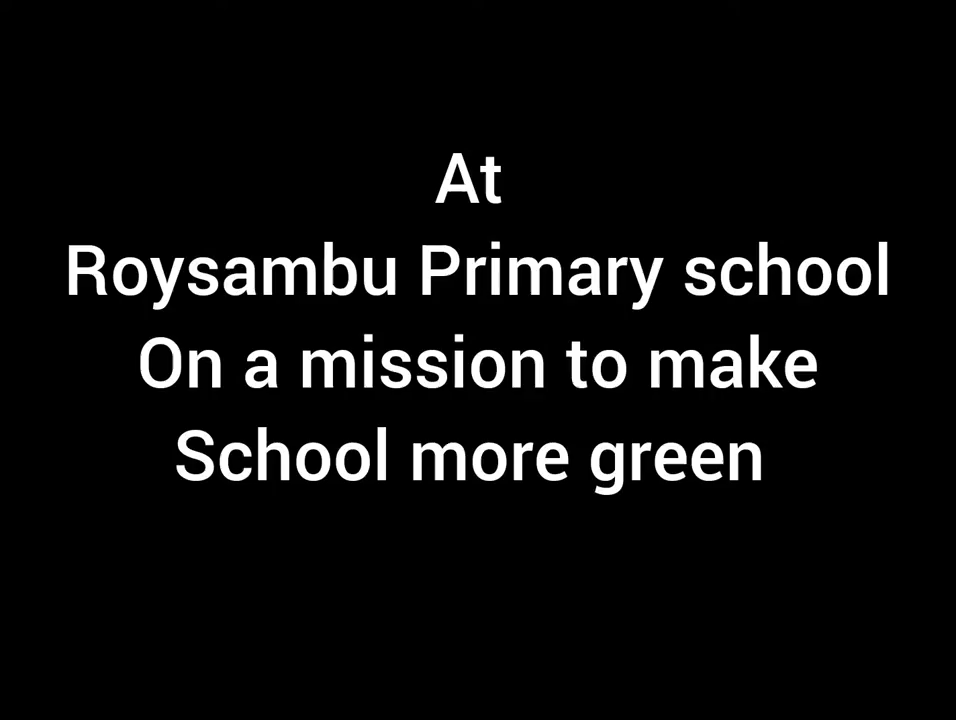 At
Roysambu Primary school
On a mission to make
School more green